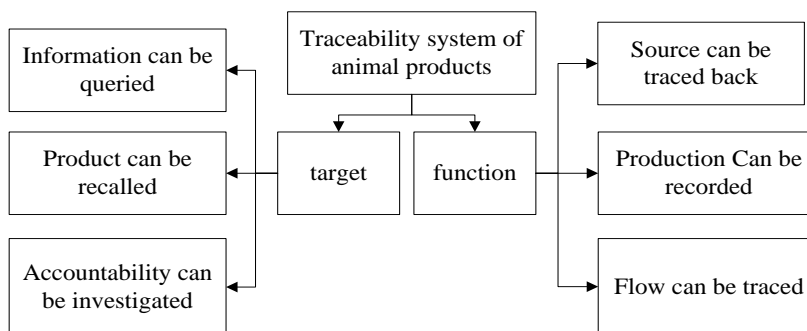 Traceability system of
animal products
Information can be
queried
Source can be
traced back
Product can be
recalled
target
function
Production Can be
recorded
Accountability can
be investigated
Flow can be traced